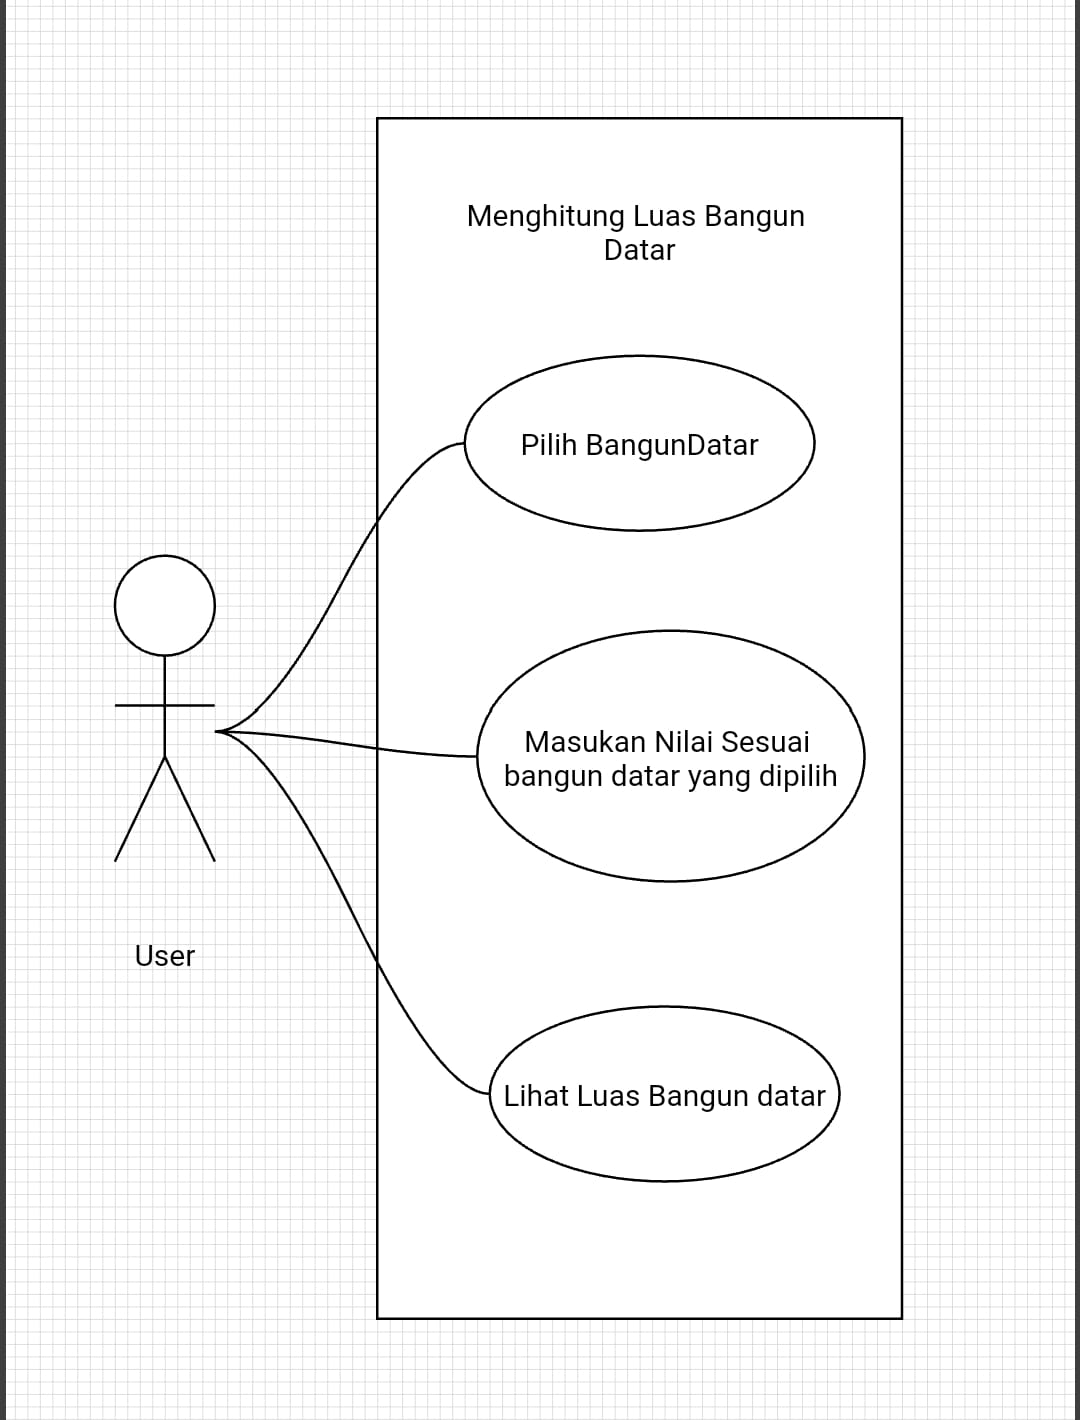 Menghitung Luas Bangun
Datar
Pilih BangunDatar
Masukan Nilai Sesuai
bangun datar yang dipilih
User
Lihat Luas Bangun datar